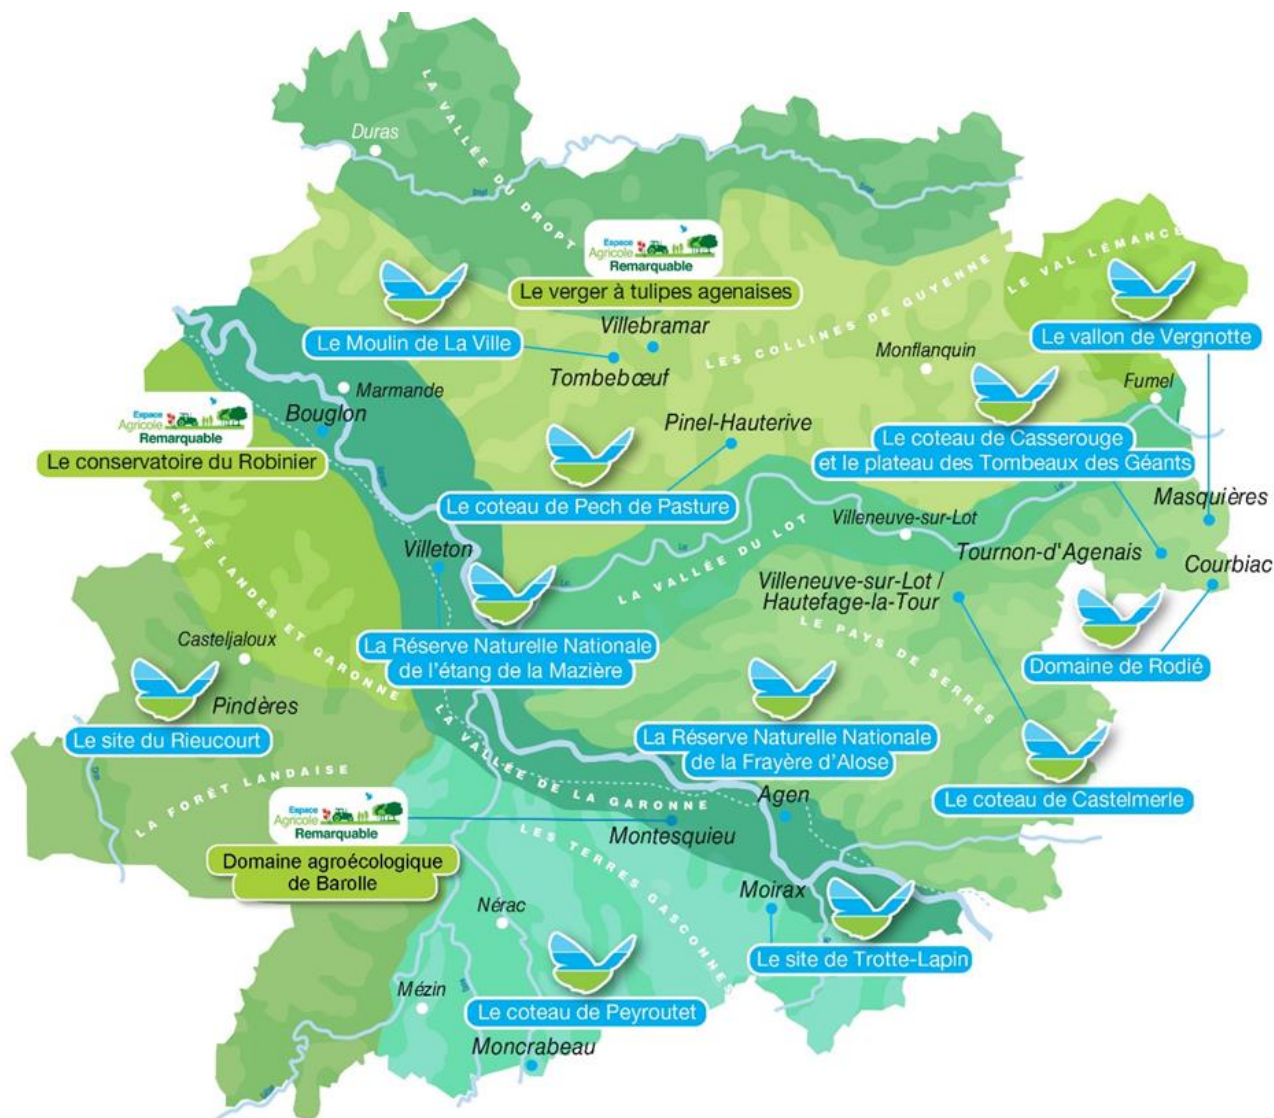 Duras
LA VALLÉE DU DROPT
Dropt
Dropt
Espace
Agricole
Remarquable
Le verger à tulipes agenaises
Villebramar
Le Moulin de La Ville
Tombebœuf
LES COLLINES DE GUYENNE
LE VAL LÉMANCE
Le vallon de Vergnotte
Monflanquin
Fumel
Marmande
Bouglon
Espace
Agricole
Remarquable
Le conservatoire du Robinier
Pinel-Hauterive
Le coteau de Casserouge
et le plateau des Tombeaux des Géants
Le coteau de Pech de Pasture
Masquières
Villeneuve-sur-Lot
Tournon-d'Agenais
Courbiac
Villeton
LA VALLÉE DU LOT
Le
Le
Le
Villeneuve-sur-Lot /
Hautefage-la-Tour
LE PAYS DE SERRES
ENTRE LANDES ET GARONNE
Casteljaloux
La Réserve Naturelle Nationale
de l'étang de la Mazière
Domaine de Rodié
Pindères
Le site du Rieucourt
La Réserve Naturelle Nationale
de la Frayère d'Alose
LA VALLÉE DE LA GARONNE
LA FORÊT LANDAISE
Agen
Le coteau de Castelmerle
Espace
Agricole
Remarquable
Montesquieu
Domaine agroécologique
de Barolle
LES TERRES GASCONNES
Moirax
Nérac
Le site de Trotte-Lapin
Mézin
Le coteau de Peyroutet
Moncrabeau